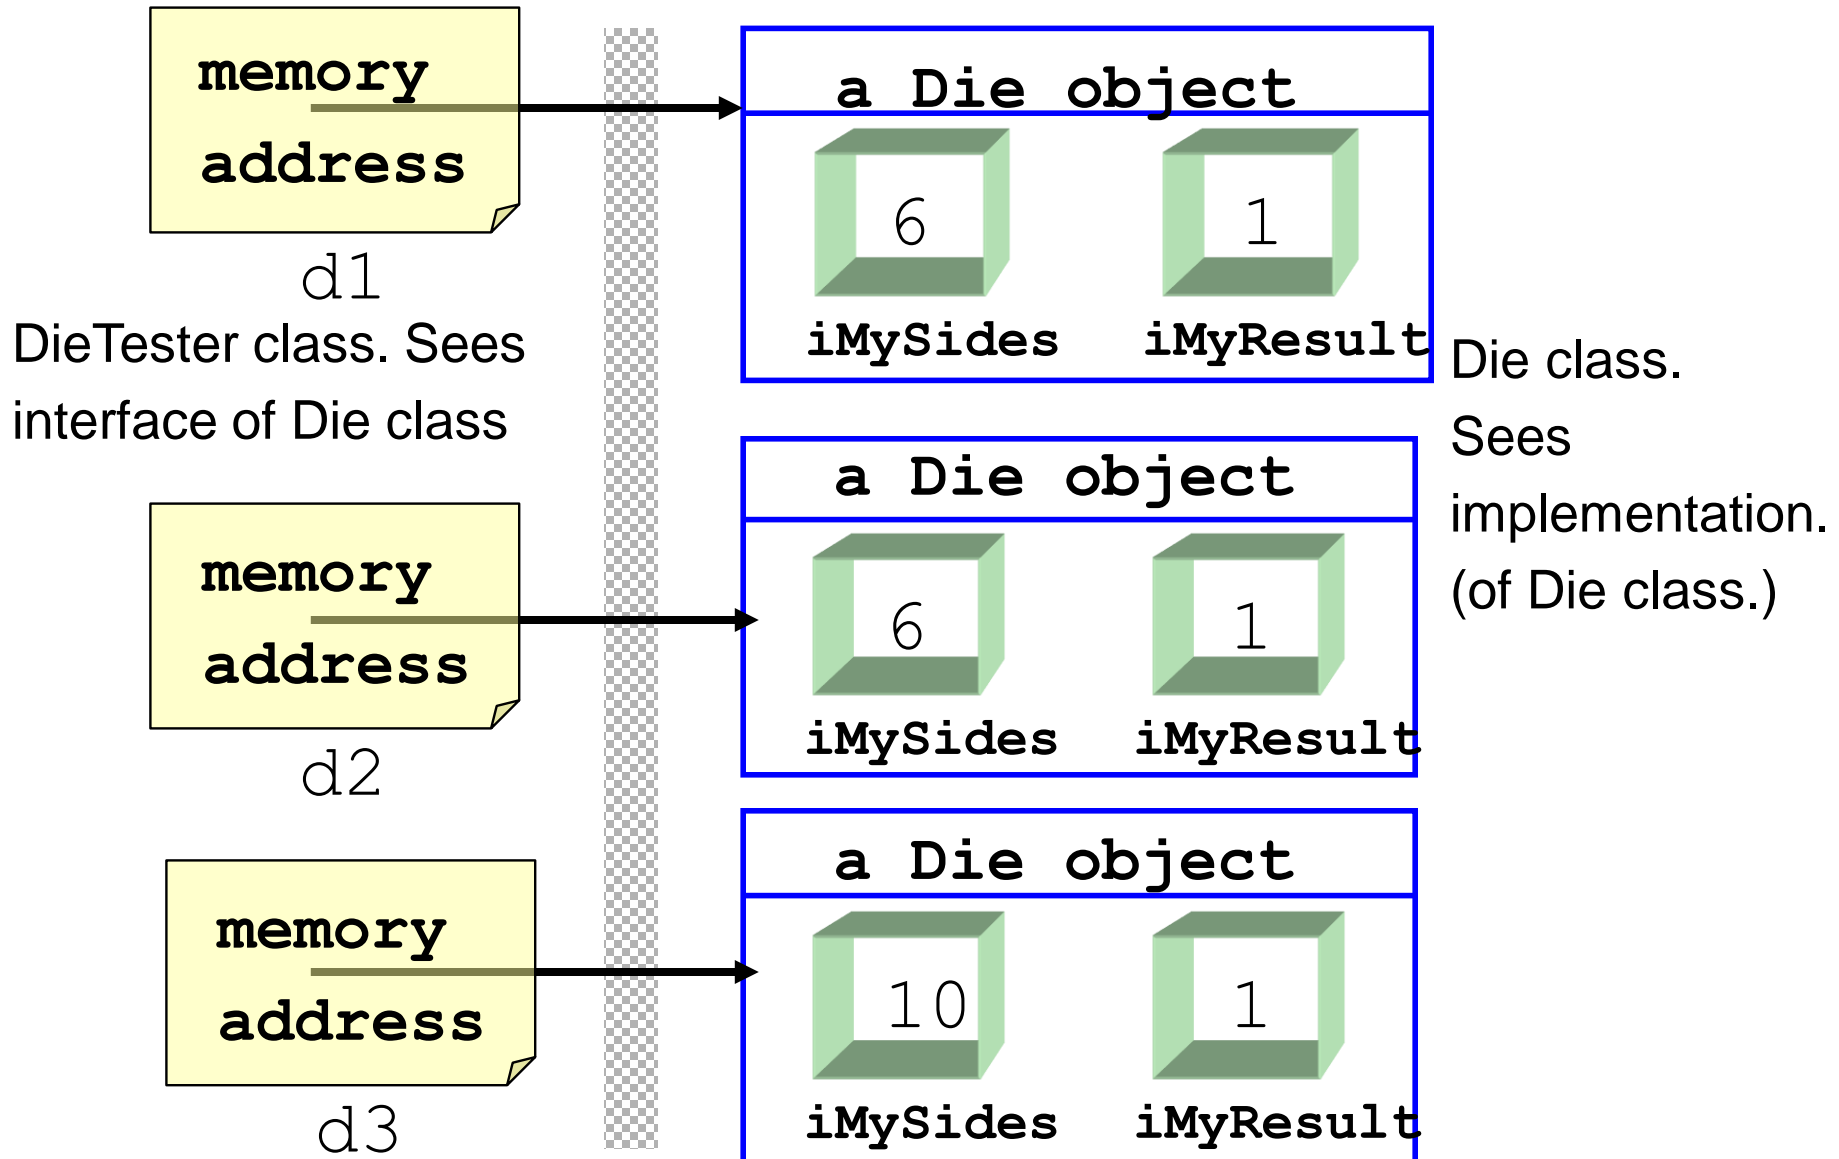 memory
address
d1
a Die object
6
1
iMySides
iMyResult
DieTester class. Sees
interface of Die class
Die class.
Sees
implementation.
(of Die class.)
memory
address
d2
a Die object
6
1
iMySides
iMyResult
memory
address
d3
a Die object
10
1
iMySides
iMyResult